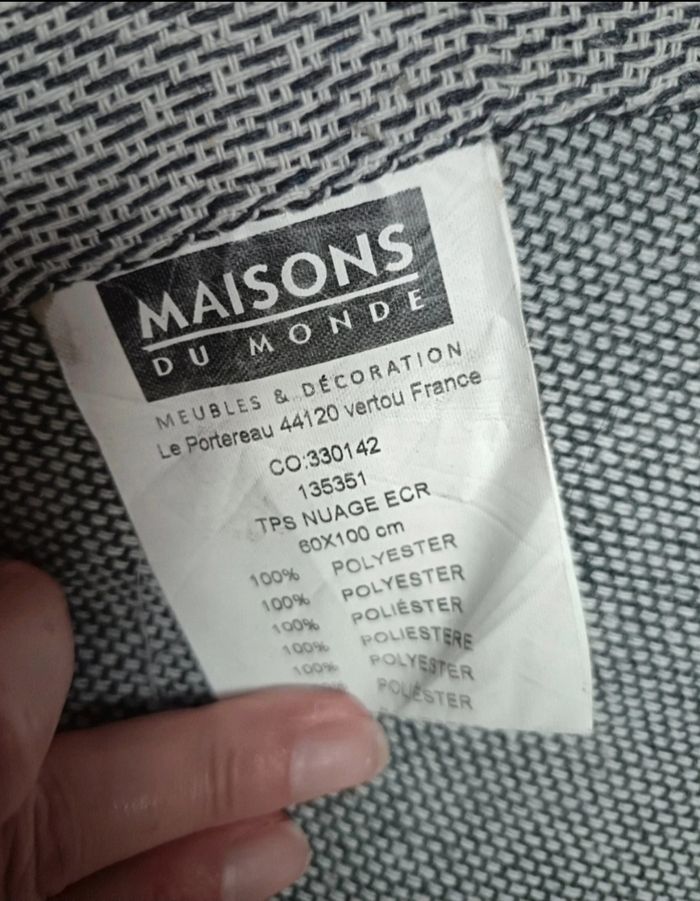 MAISONS
DU MONDE
MEUBLES & DÉCORATION
Le Portereau 44120 vertou France
CO:330142
135351
TPS NUAGE ECR
60X100 cm
100% POLYESTER
100% POLYESTER
100% POLIÉSTER
100% POLIESTERE
100% POLYESTER
POLIÉSTER